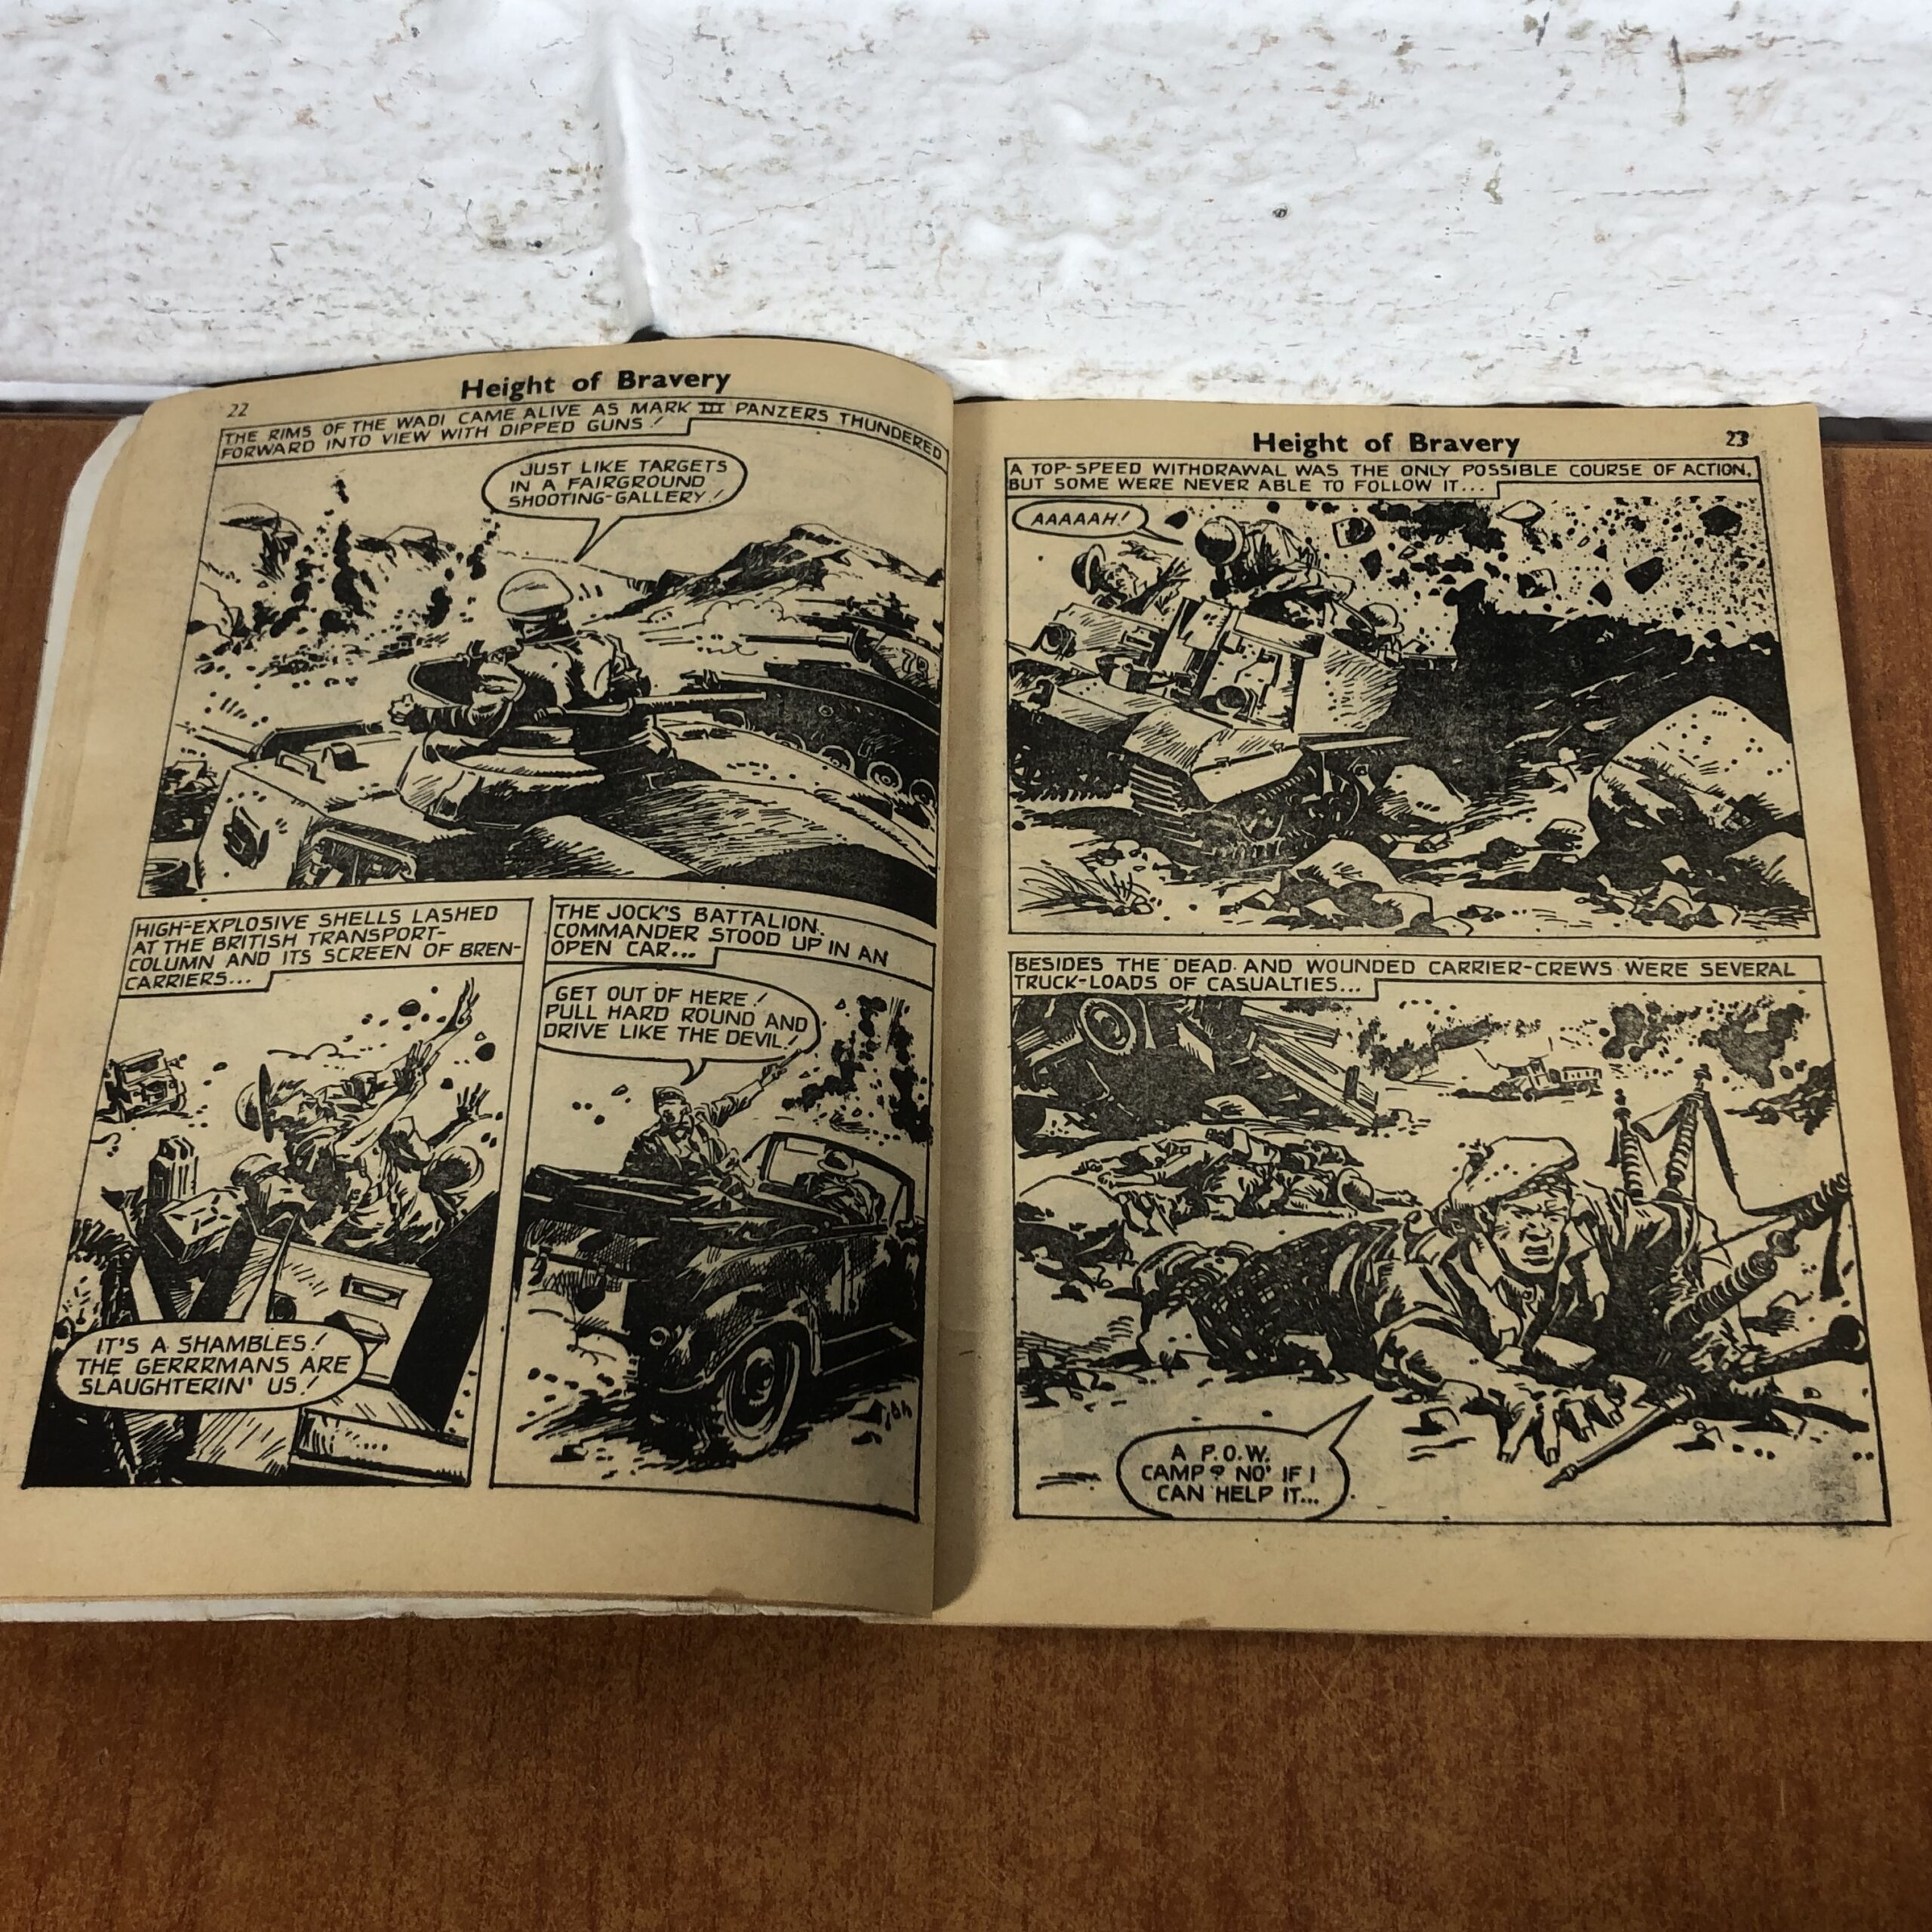 22
Height of Bravery
THE RIMS OF THE WADI CAME ALIVE AS MARK III PANZERS THUNDERED
FORWARD INTO VIEW WITH DIPPED GUNS!
JUST LIKE TARGETS
IN A FAIRGROUND
SHOOTING-GALLERY!
78
HIGH-EXPLOSIVE SHELLS LASHED
AT THE BRITISH TRANSPORT-
COLUMN AND ITS SCREEN OF BREN-
CARRIERS...
IT'S A SHAMBLES!
THE GERRRMANS ARE
SLAUGHTERIN' US!
THE JOCK'S BATTALION
COMMANDER STOOD UP IN AN
OPEN CAR...
GET OUT OF HERE!
PULL HARD ROUND AND
DRIVE LIKE THE DEVIL!
Height of Bravery
23
A TOP-SPEED WITHDRAWAL WAS THE ONLY POSSIBLE COURSE OF ACTION,
BUT SOME WERE NEVER ABLE TO FOLLOW IT...
AAAAAH!
BESIDES THE DEAD AND WOUNDED CARRIER-CREWS WERE SEVERAL
TRUCK-LOADS OF CASUALTIES...
A P.O.W.
CAMP? NO' IF I
CAN HELP IT...